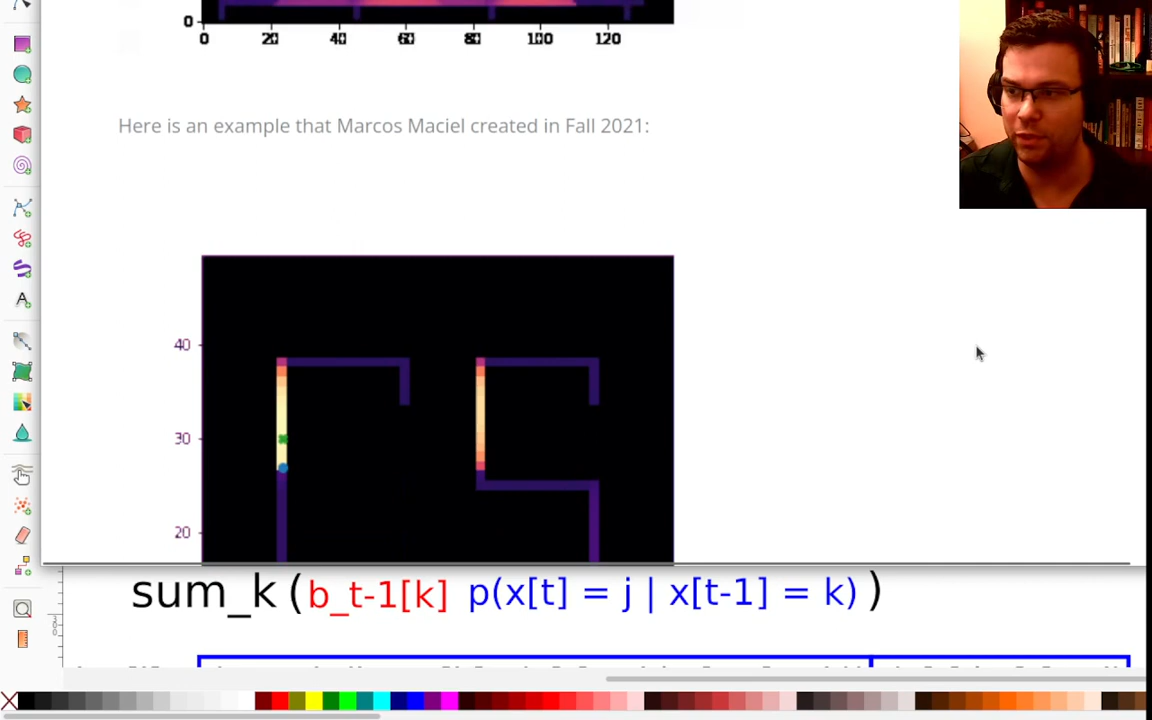 0
0 20 40 60 80 100 120
Here is an example that Marcos Maciel created in Fall 2021:
40
30
20
sum_k (b_t-1[k] p(x[t] = j | x[t-1] = k) )